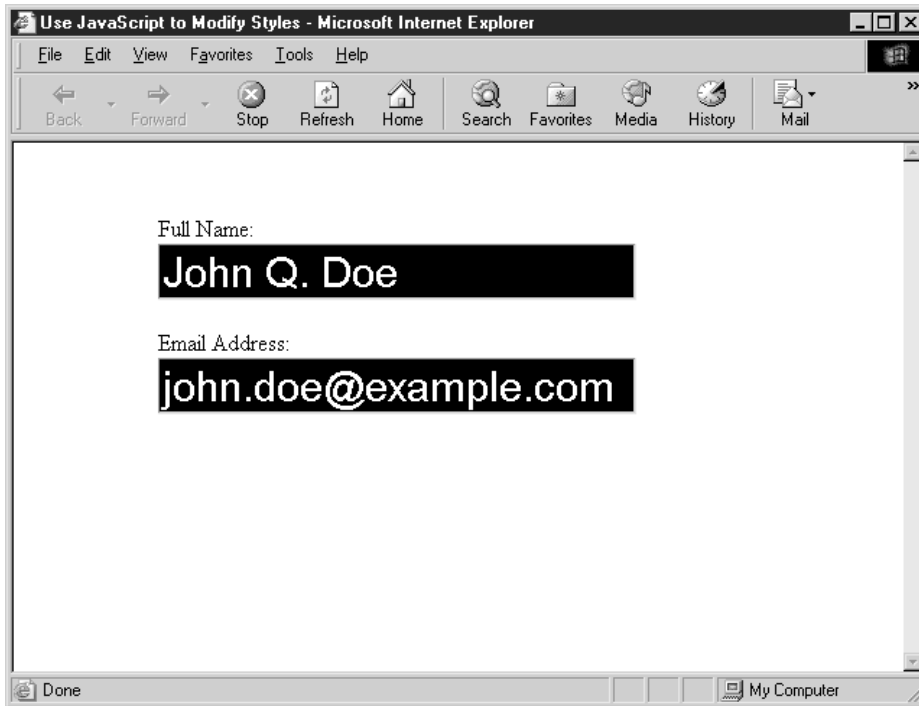 Use JavaScript to Modify Styles - Microsoft Internet Explorer
File Edit View Favorites Tools Help
Back Forward Stop Refresh Home Search Favorites Media History Mail
Full Name:
John Q. Doe
Email Address:
john.doe@example.com
Done My Computer